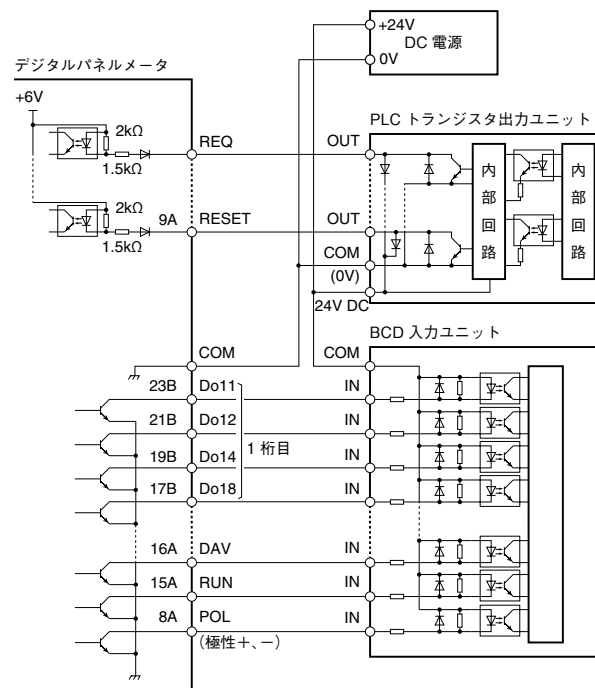 +24V
DC 電源
0V
デジタルパネルメータ
+6V
2kΩ
1.5kΩ
REQ
OUT
PLC トランジスタ出力ユニット
内部回路
内部回路
2kΩ
1.5kΩ
9A
RESET
OUT
COM
(0V)
24V DC
BCD 入力ユニット
COM
COM
23B
Do11
IN
21B
Do12
IN
1 桁目
19B
Do14
IN
17B
Do18
IN
16A
DAV
IN
15A
RUN
IN
8A
POL
IN
(極性+、−)